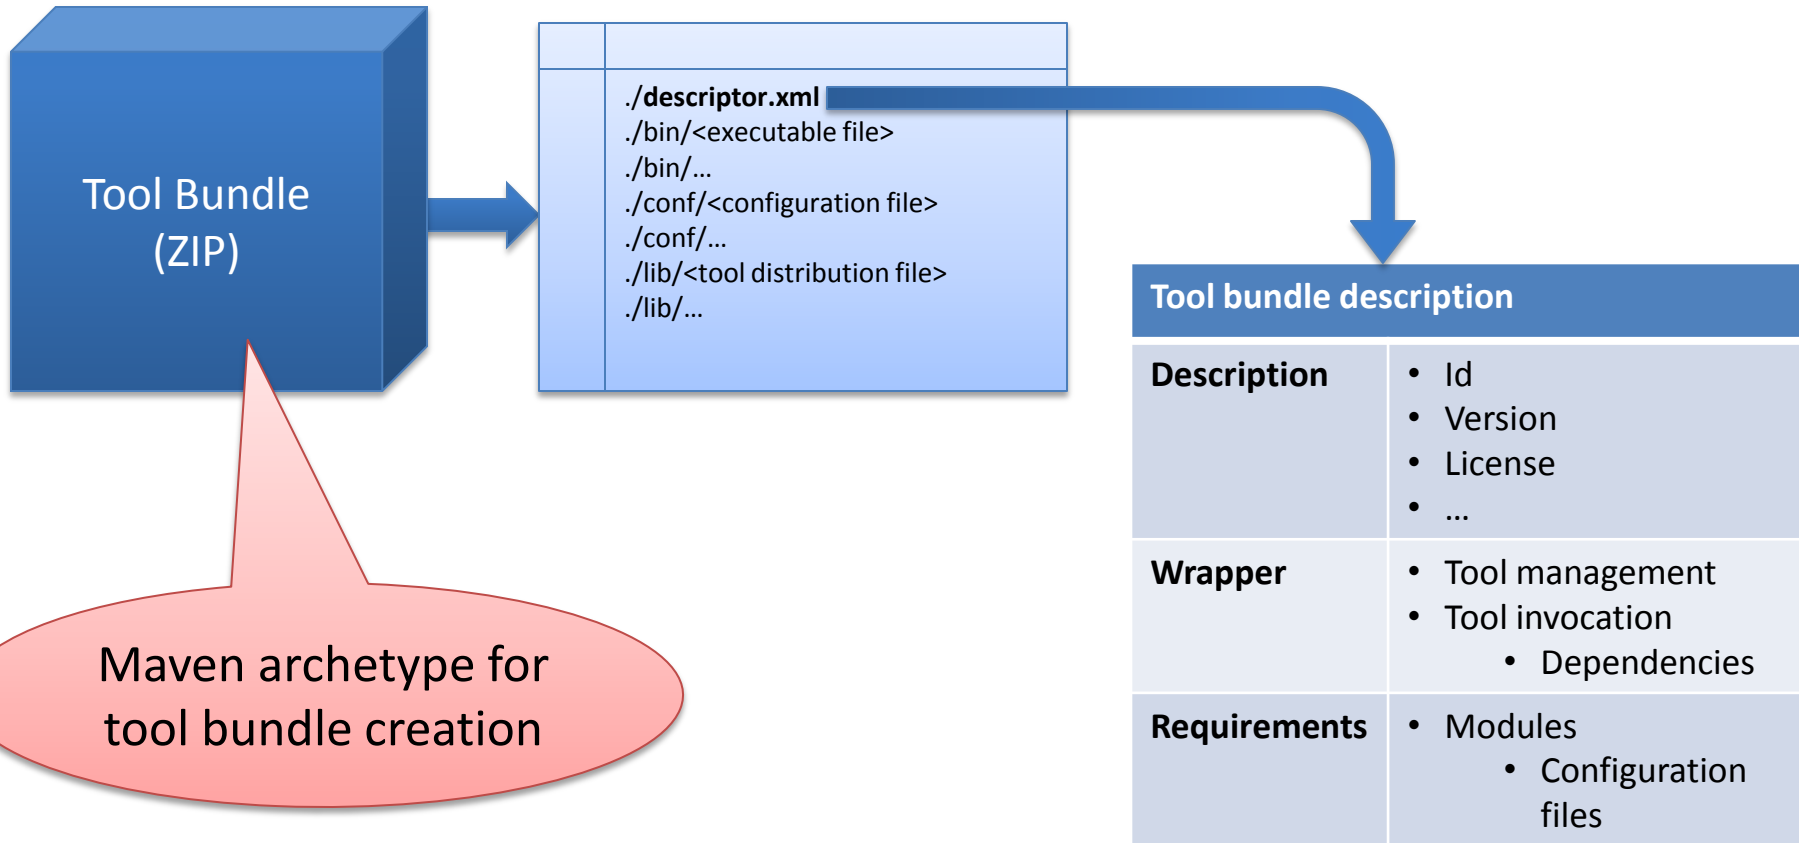 Tool Bundle
(ZIP)
./descriptor.xml
./bin/<executable file>
./bin/...
./conf/<configuration file>
./conf/...
./lib/<tool distribution file>
./lib/...
Maven archetype for
tool bundle creation
Tool bundle description
Description
• Id
• Version
• License
• ...
Wrapper
• Tool management
• Tool invocation
• Dependencies
Requirements
• Modules
• Configuration
files